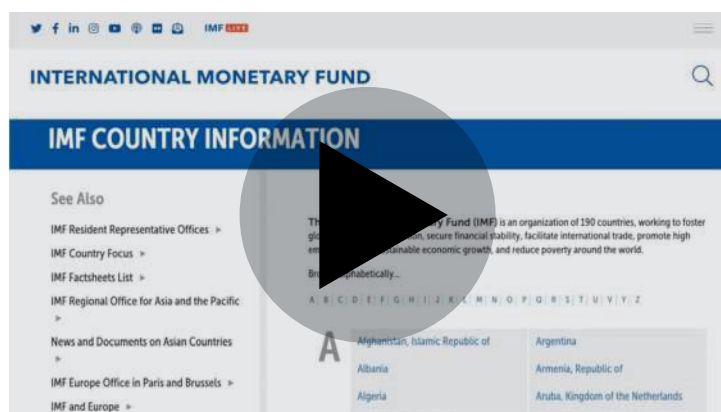 IMF LIVE
INTERNATIONAL MONETARY FUND
IMF COUNTRY INFORMATION
See Also
IMF Resident Representative Offices
IMF Country Focus
IMF Factsheets List
IMF Regional Office for Asia and the Pacific
News and Documents on Asian Countries
IMF Europe Office in Paris and Brussels
IMF and Europe
Monetary Fund (IMF) is an organization of 190 countries, working to foster
secure financial stability, facilitate international trade, promote high
sustainable economic growth, and reduce poverty around the world.
alphabetically...
A | B | C | D | E | F | G | H | I | J | K | L | M | N | O | P | Q | R | S | T | U | V | Y | Z
A
Afghanistan, Islamic Republic of Argentina
Albania Armenia, Republic of
Algeria Aruba, Kingdom of the Netherlands